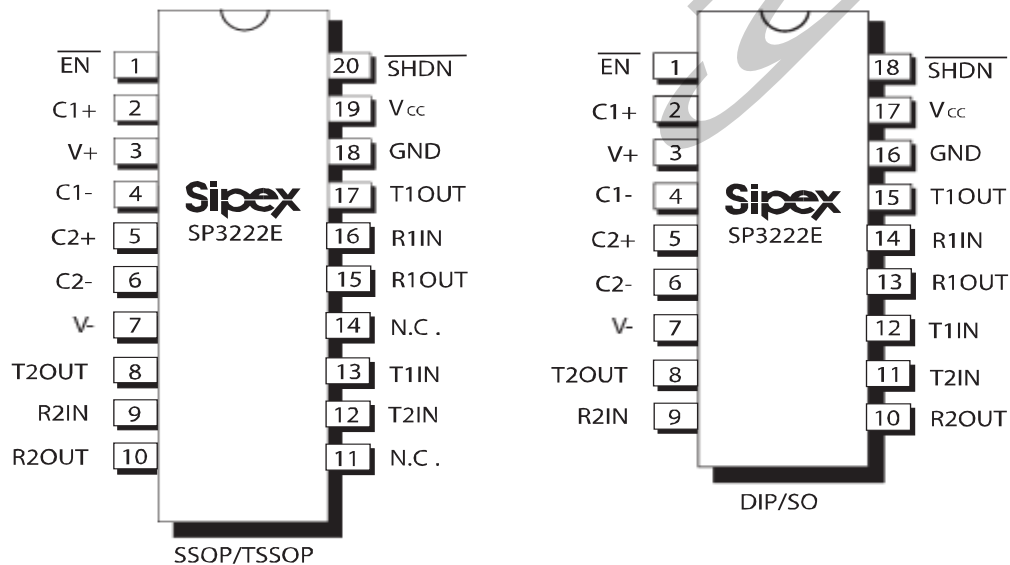 EN 1
C1+ 2
V+ 3
C1- 4
C2+ 5
C2- 6
V- 7
T2OUT 8
R2IN 9
R2OUT 10
20 SHDN
19 Vcc
18 GND
17 T1OUT
16 R1IN
15 R1OUT
14 N.C.
13 T1IN
12 T2IN
11 N.C.
Sipex
SP3222E
SSOP/TSSOP
EN 1
C1+ 2
V+ 3
C1- 4
C2+ 5
C2- 6
V- 7
T2OUT 8
R2IN 9
18 SHDN
17 Vcc
16 GND
15 T1OUT
14 R1IN
13 R1OUT
12 T1IN
11 T2IN
10 R2OUT
Sipex
SP3222E
DIP/SO